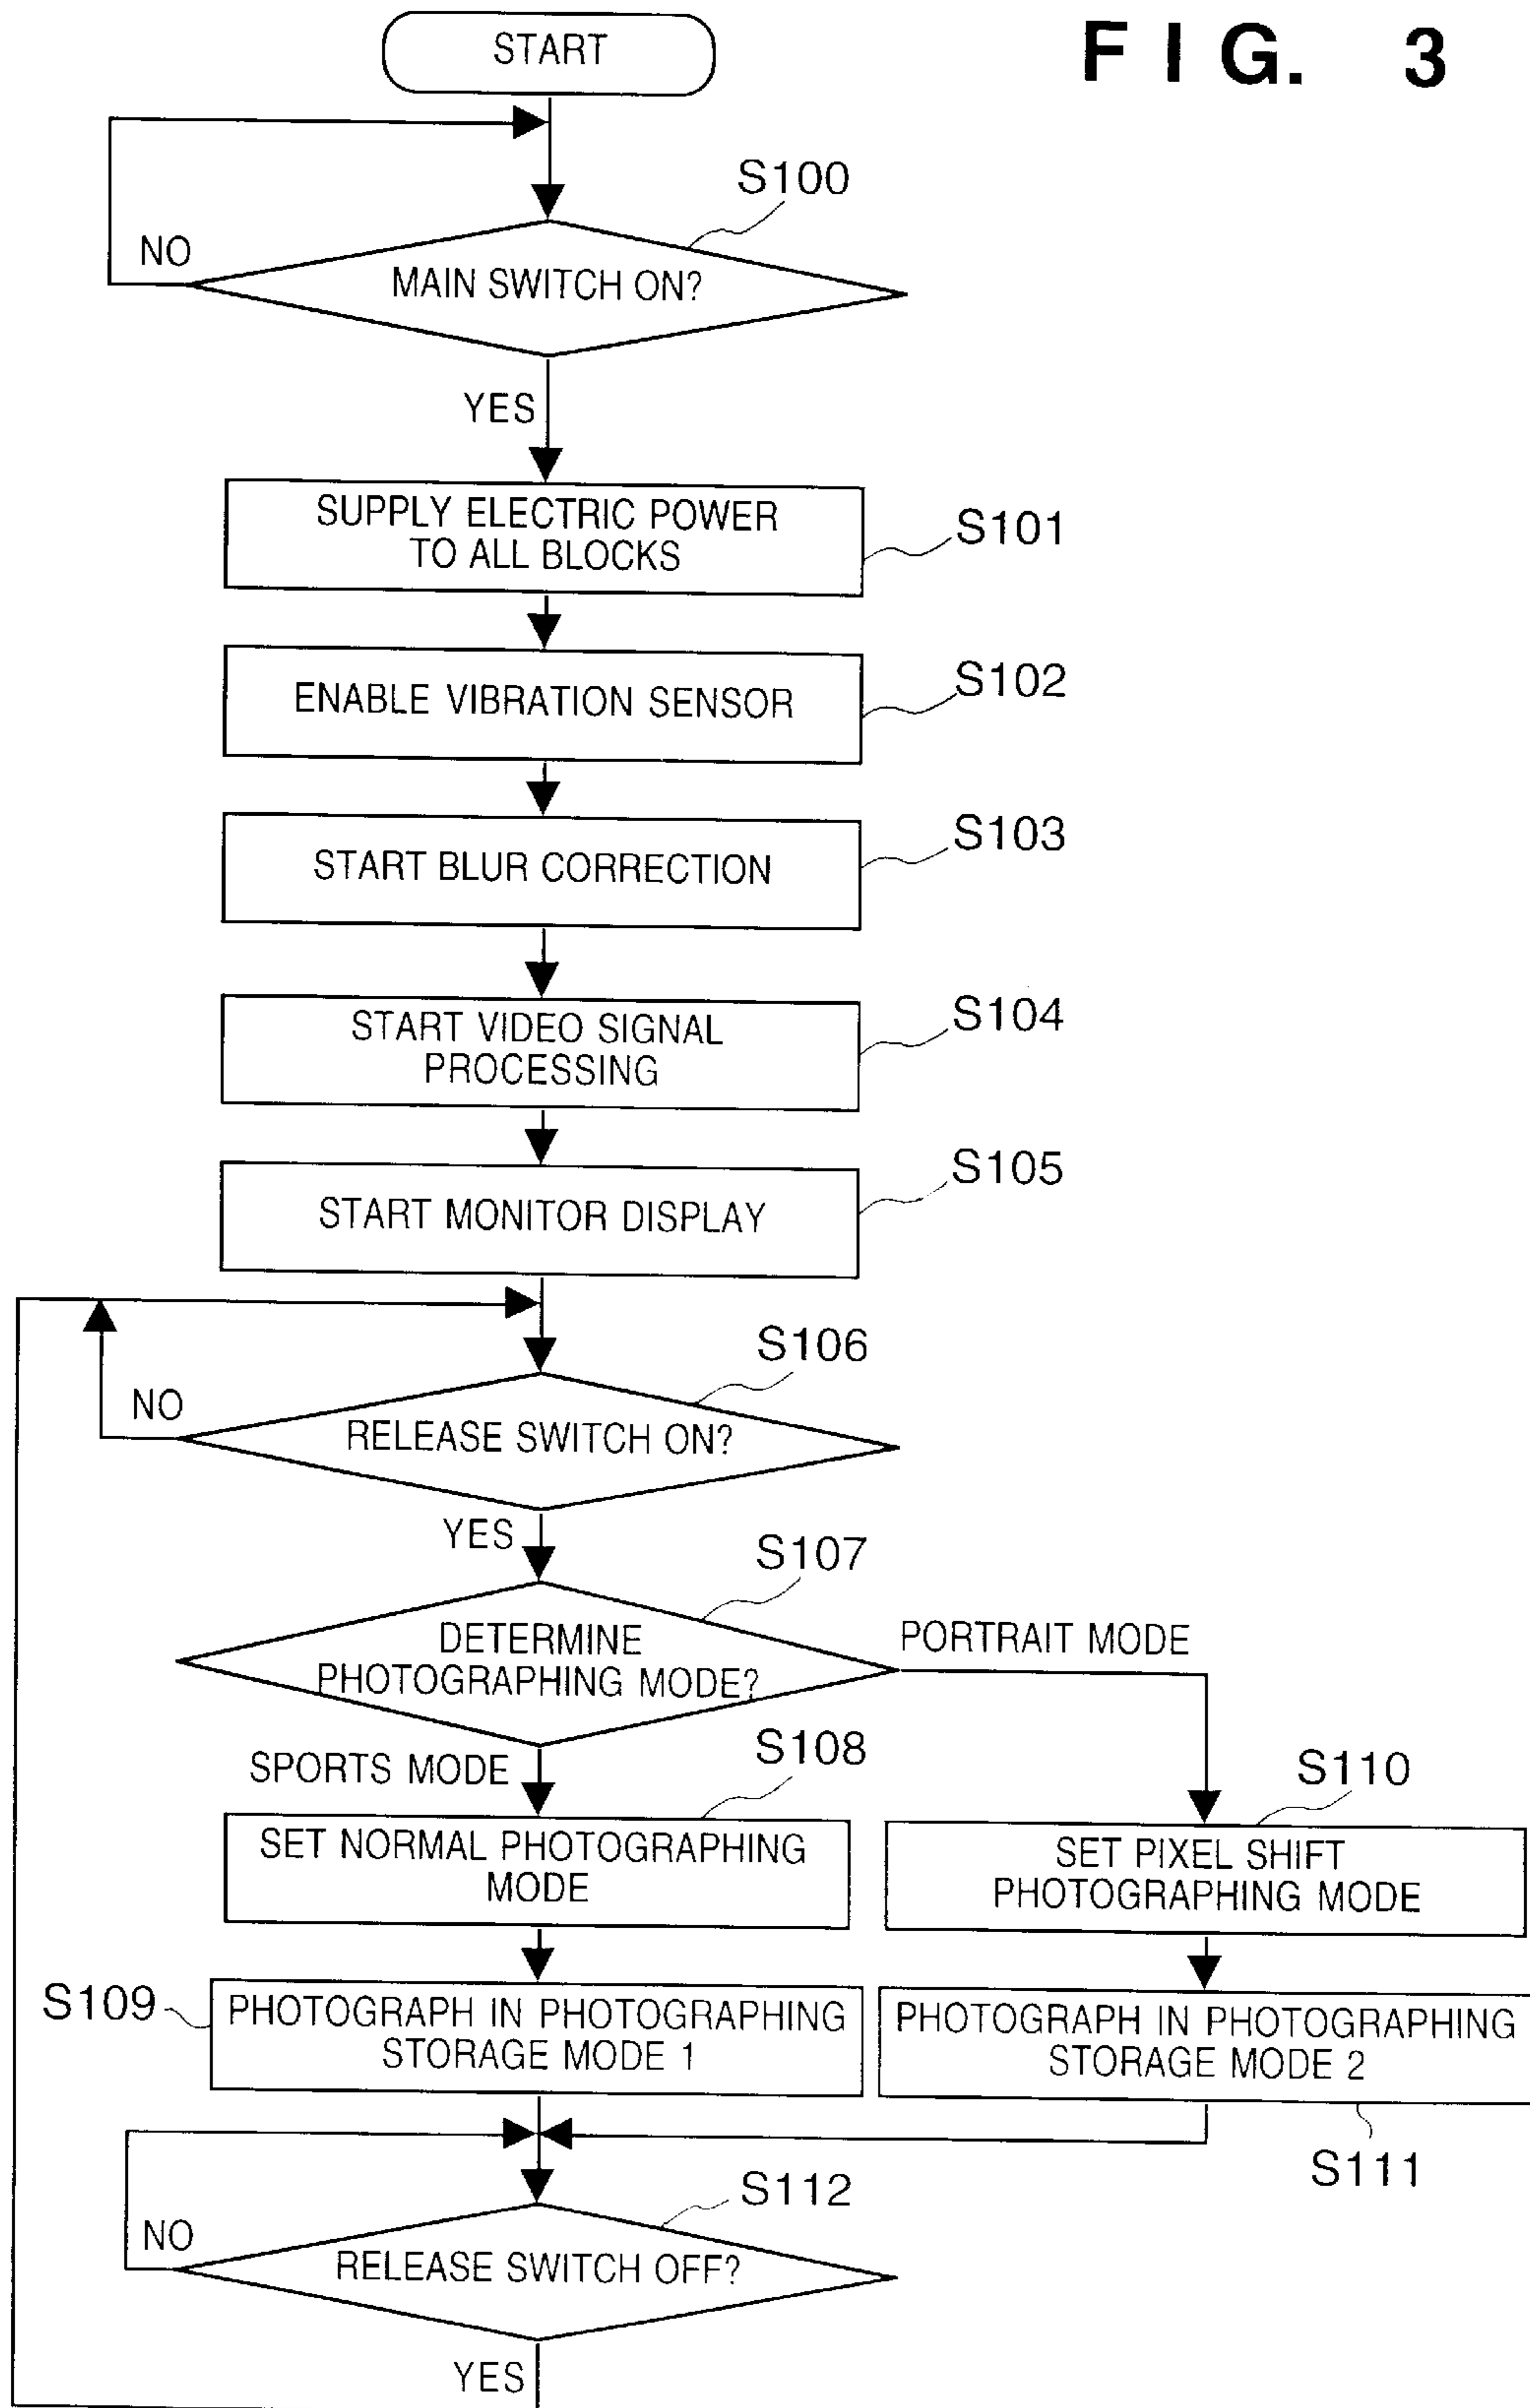 FIG. 3
START
S100
NO
MAIN SWITCH ON?
YES
SUPPLY ELECTRIC POWER
TO ALL BLOCKS
S101
ENABLE VIBRATION SENSOR
S102
START BLUR CORRECTION
S103
START VIDEO SIGNAL
PROCESSING
S104
START MONITOR DISPLAY
S105
S106
NO
RELEASE SWITCH ON?
YES
S107
DETERMINE
PHOTOGRAPHING MODE?
PORTRAIT MODE
SPORTS MODE
S108
S110
SET NORMAL PHOTOGRAPHING
MODE
SET PIXEL SHIFT
PHOTOGRAPHING MODE
S109
PHOTOGRAPH IN PHOTOGRAPHING
STORAGE MODE 1
PHOTOGRAPH IN PHOTOGRAPHING
STORAGE MODE 2
S111
S112
NO
RELEASE SWITCH OFF?
YES